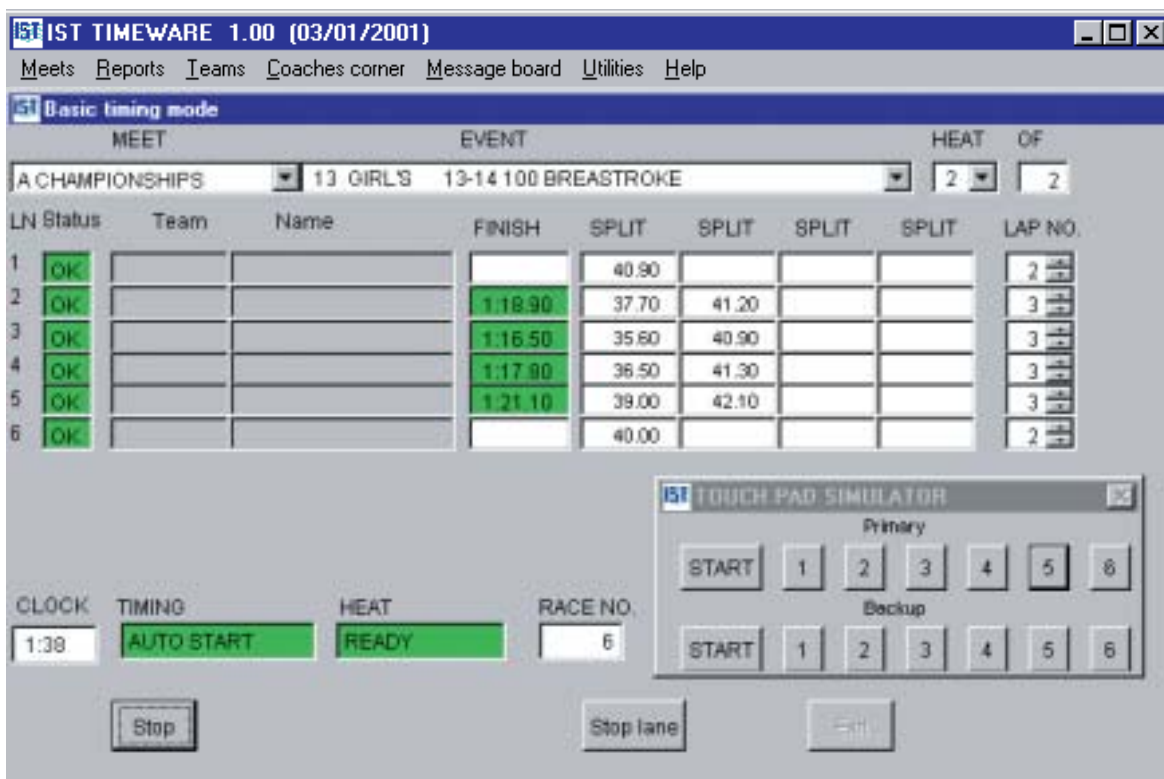 IST IST TIMEWARE 1.00 (03/01/2001)
Meets Reports Teams Coaches corner Message board Utilities Help
IST Basic timing mode
MEET EVENT HEAT OF
A CHAMPIONSHIPS 13 GIRL'S 13-14 100 BREASTROKE 2 2
LN Status Team Name FINISH SPLIT SPLIT SPLIT SPLIT LAP NO.
1 OK 40.90 2
2 OK 1:18.90 37.70 41.20 3
3 OK 1:16.50 35.60 40.90 3
4 OK 1:17.80 36.50 41.30 3
5 OK 1:21.10 39.00 42.10 3
6 OK 40.00 2
IST TOUCH PAD SIMULATOR
Primary
START 1 2 3 4 5 6
Backup
START 1 2 3 4 5 6
CLOCK TIMING HEAT RACE NO.
1:38 AUTO START READY 6
Stop Stop lane